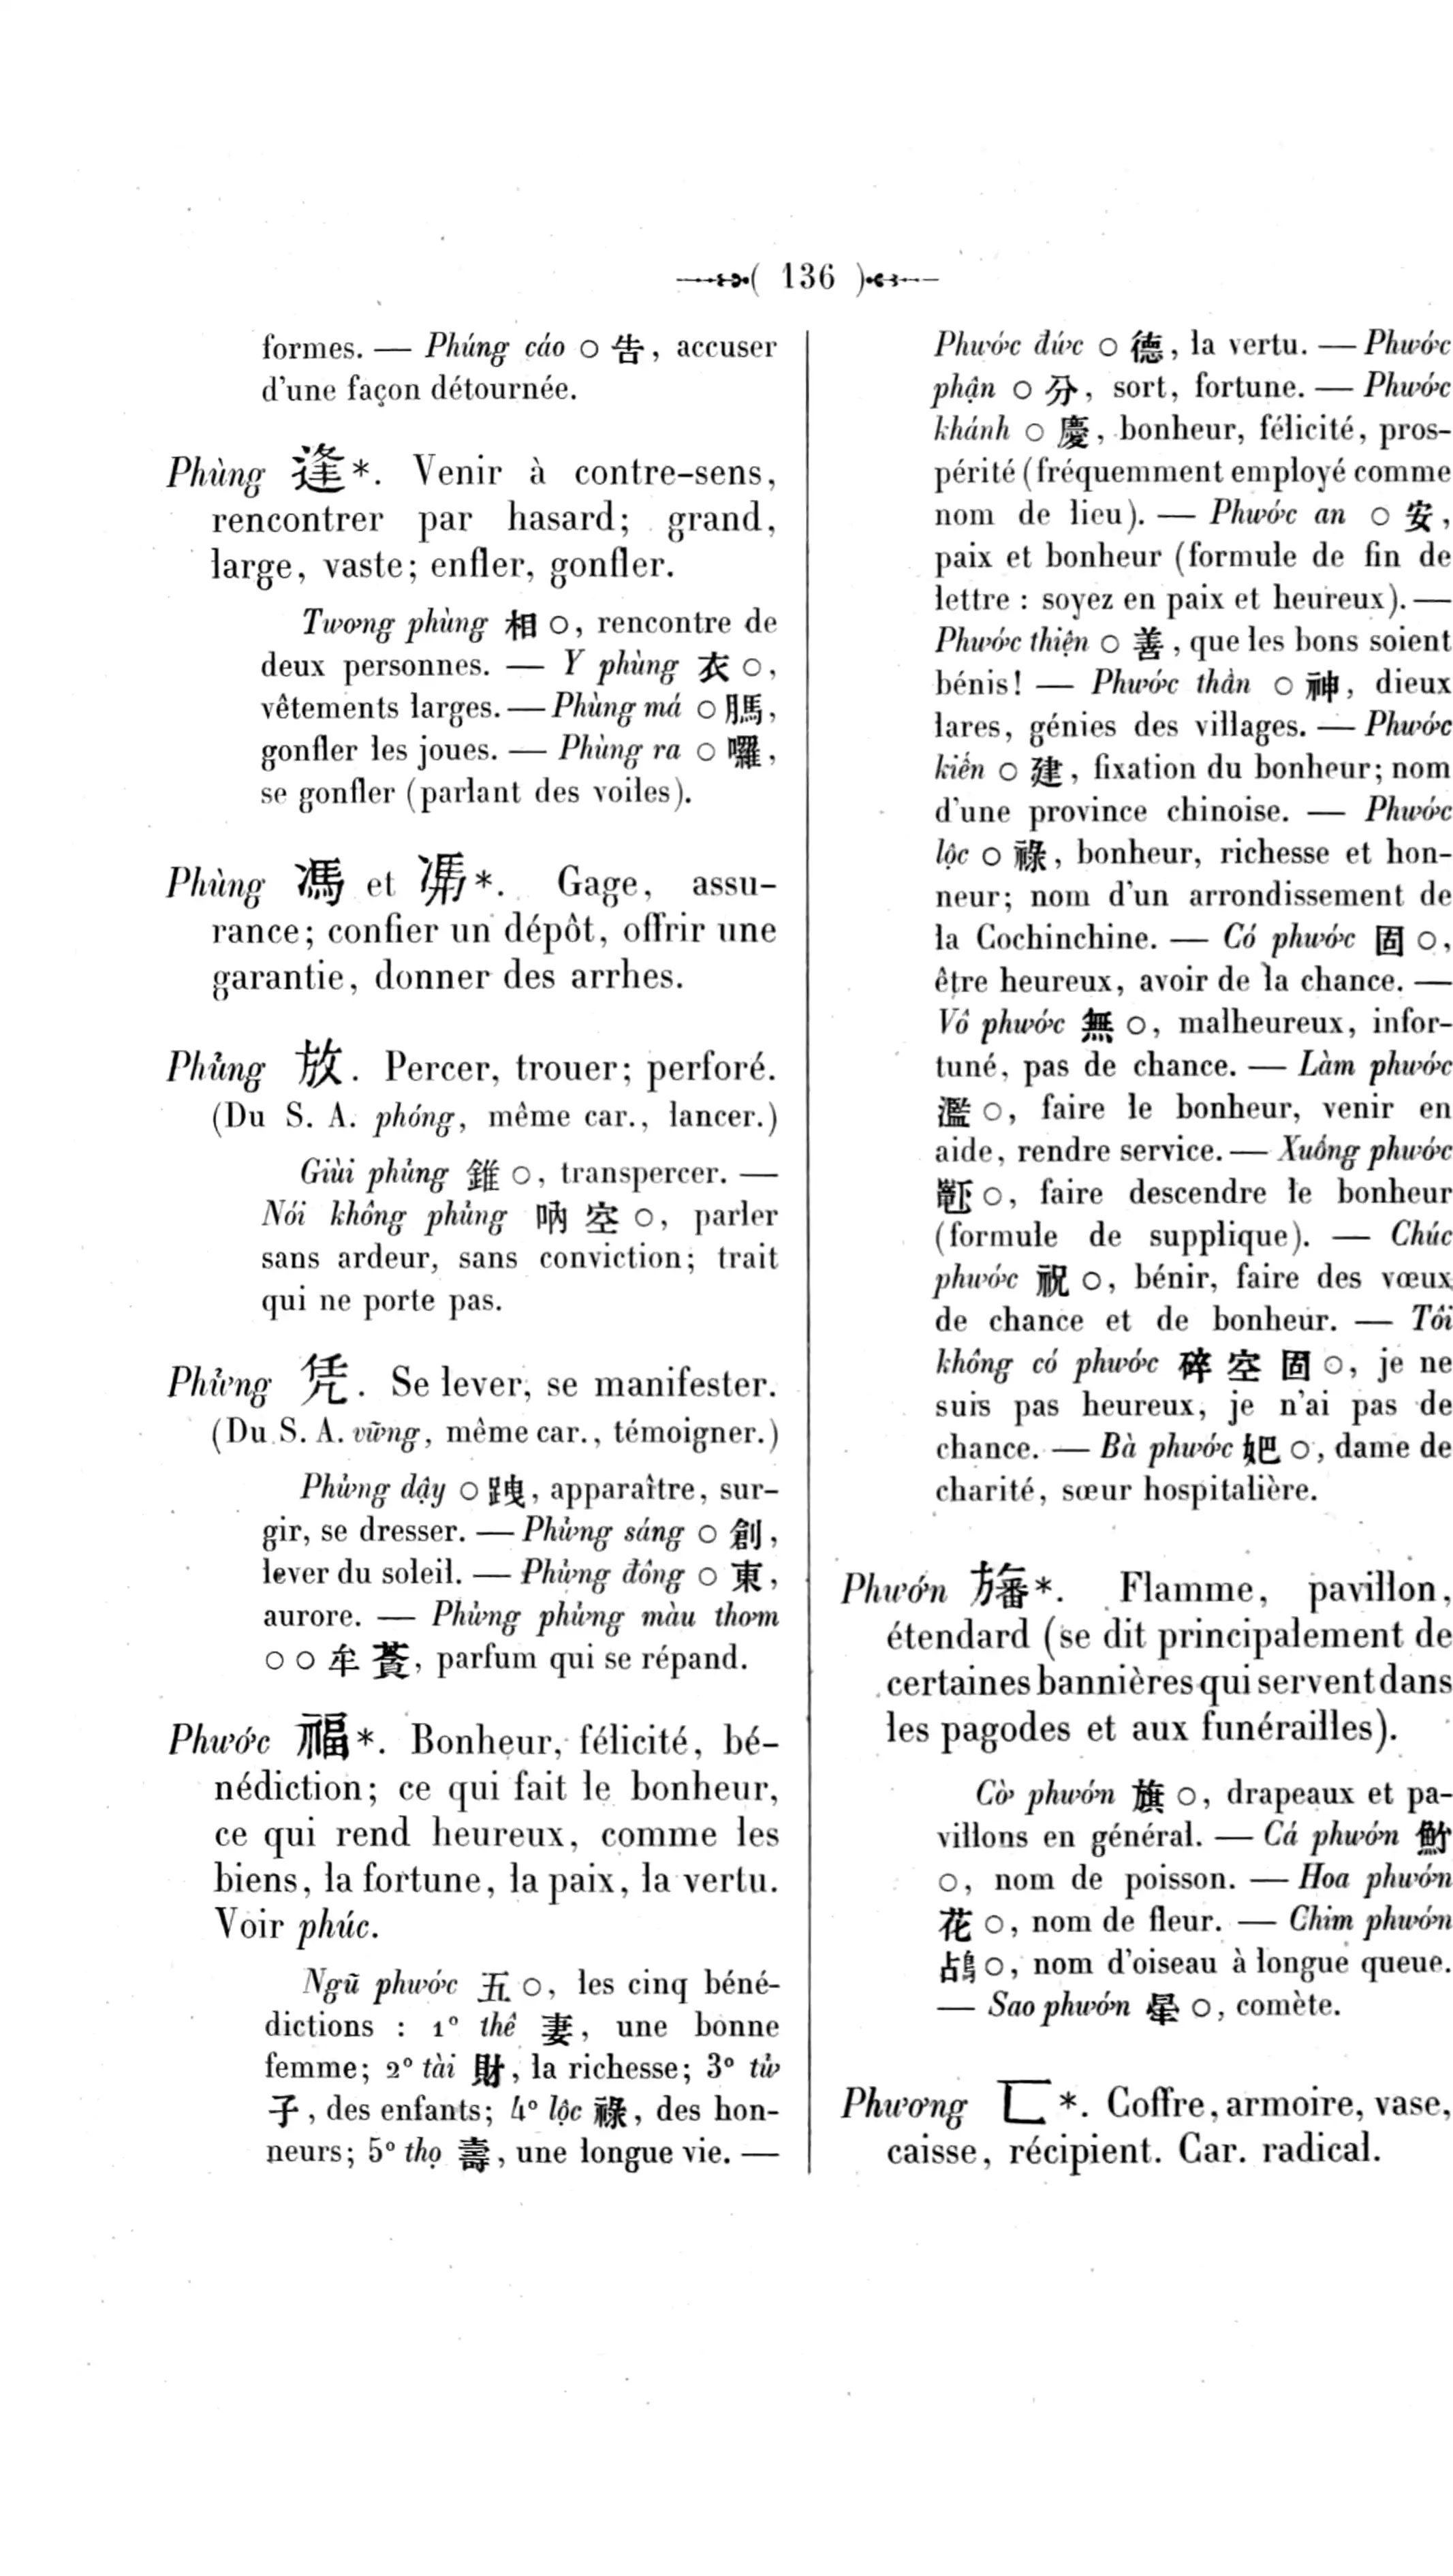 ( 136 )
formes. — Phúng cáo ○ 告, accuser
d'une façon détournée.
Phùng 逢*. Venir à contre-sens,
rencontrer par hasard; grand,
large, vaste; enfler, gonfler.
Tương phùng 相 ○, rencontre de
deux personnes. — Y phùng 衣 ○,
vêtements larges. — Phùng má ○ 𦟐,
gonfler les joues. — Phùng ra ○ 囉,
se gonfler (parlant des voiles).
Phùng 馮 et *. Gage, assu-
rance; confier un dépôt, offrir une
garantie, donner des arrhes.
Phủng 放. Percer, trouer; perforé.
(Du S. A. phóng, même car., lancer.)
Giùi phủng 錐 ○, transpercer. —
Nói không phủng 吶 空 ○, parler
sans ardeur, sans conviction; trait
qui ne porte pas.
Phửng 凭. Se lever, se manifester.
(Du S. A. vững, même car., témoigner.)
Phửng dậy ○ 跩, apparaître, sur-
gir, se dresser. — Phửng sáng ○ 創,
lever du soleil. — Phửng đông ○ 東,
aurore. — Phửng phửng màu thơm
○ ○ 牟 , parfum qui se répand.
Phước 福*. Bonheur, félicité, bé-
nédiction; ce qui fait le bonheur,
ce qui rend heureux, comme les
biens, la fortune, la paix, la vertu.
Voir phúc.
Ngũ phước 五 ○, les cinq béné-
dictions : 1° thê 妻, une bonne
femme; 2° tài 財, la richesse; 3° tử
子, des enfants; 4° lộc 祿, des hon-
neurs; 5° thọ 壽, une longue vie. —
Phước đức ○ 德, la vertu. — Phước
phận ○ 分, sort, fortune. — Phước
khánh ○ 慶, bonheur, félicité, pros-
périté (fréquemment employé comme
nom de lieu). — Phước an ○ 安,
paix et bonheur (formule de fin de
lettre : soyez en paix et heureux). —
Phước thiện ○ 善, que les bons soient
bénis! — Phước thần ○ 神, dieux
lares, génies des villages. — Phước
kiến ○ 建, fixation du bonheur; nom
d'une province chinoise. — Phước
lộc ○ 祿, bonheur, richesse et hon-
neur; nom d'un arrondissement de
la Cochinchine. — Có phước 固 ○,
être heureux, avoir de la chance. —
Vô phước 無 ○, malheureux, infor-
tuné, pas de chance. — Làm phước
濫 ○, faire le bonheur, venir en
aide, rendre service. — Xuống phước
○, faire descendre le bonheur
(formule de supplique). — Chúc
phước 祝 ○, bénir, faire des vœux
de chance et de bonheur. — Tôi
không có phước 碎 空 固 ○, je ne
suis pas heureux, je n'ai pas de
chance. — Bà phước 妑 ○, dame de
charité, sœur hospitalière.
Phướn 旛*. Flamme, pavillon,
étendard (se dit principalement de
certaines bannières qui servent dans
les pagodes et aux funérailles).
Cờ phướn 旗 ○, drapeaux et pa-
villons en général. — Cá phướn
○, nom de poisson. — Hoa phướn
花 ○, nom de fleur. — Chim phướn
○, nom d'oiseau à longue queue.
— Sao phướn ○, comète.
Phương 匚 *. Coffre, armoire, vase,
caisse, récipient. Car. radical.